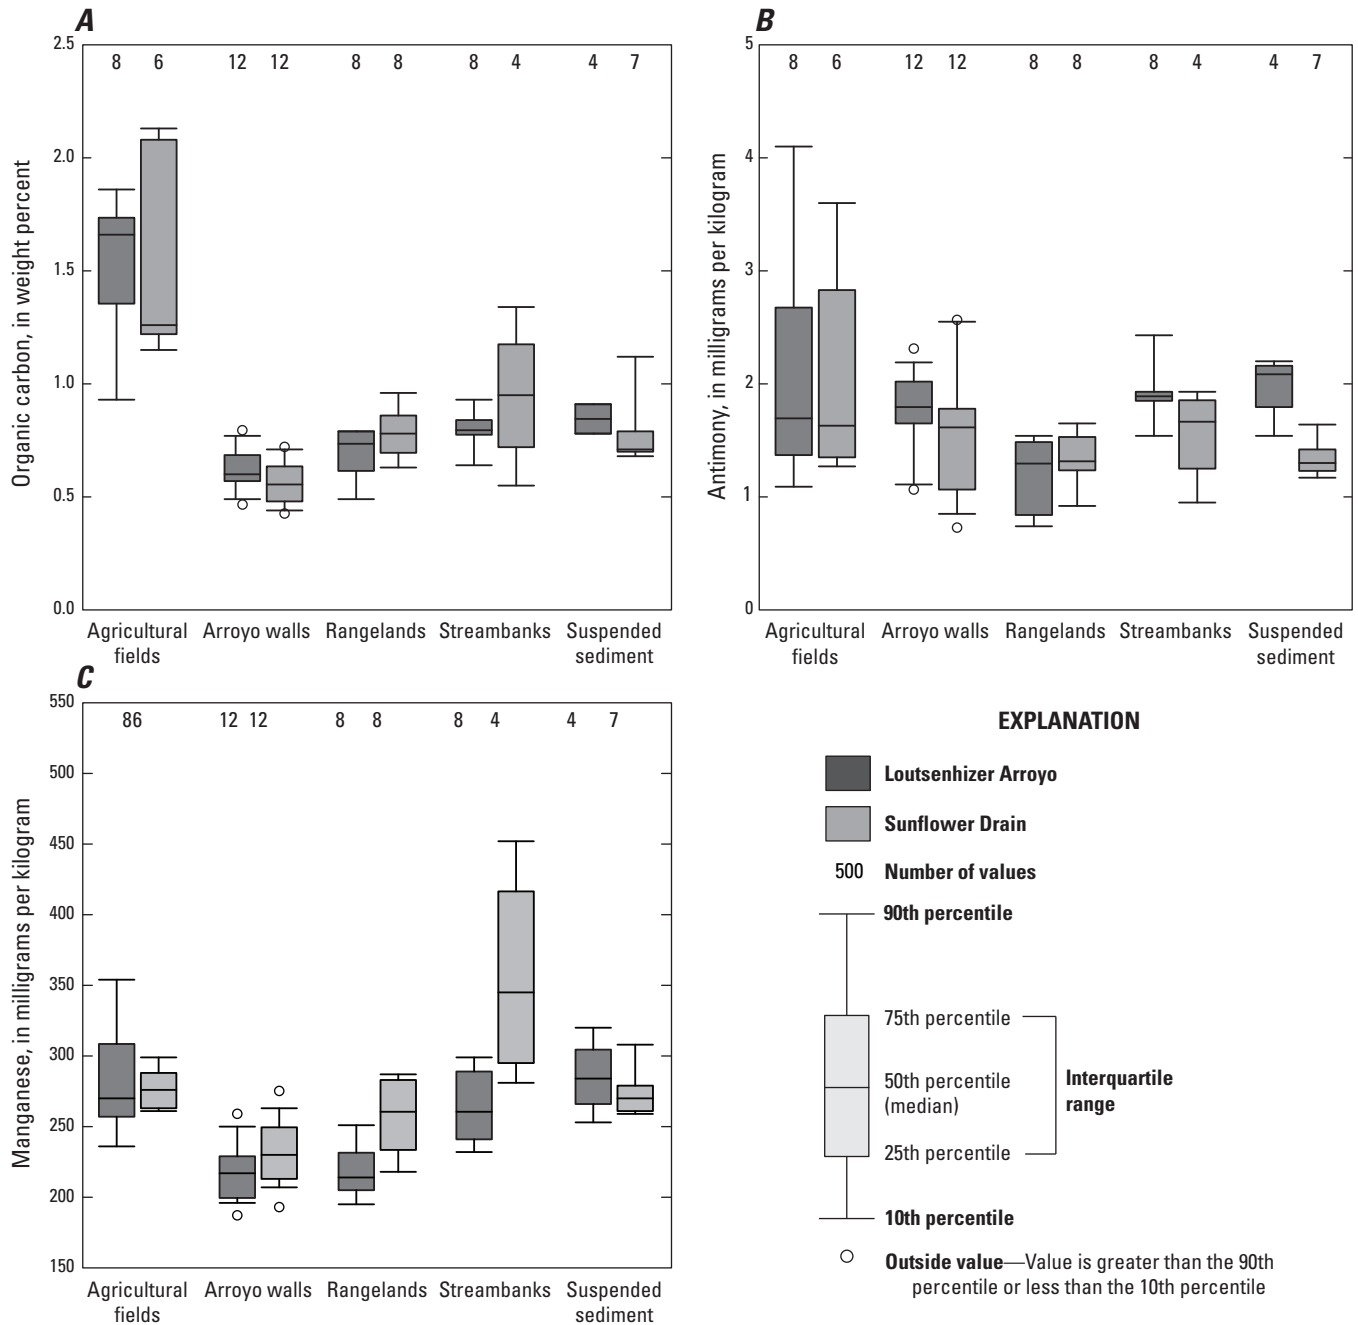 A
2.5
8 6 12 12 8 8 8 4 4 7
2.0
1.5
1.0
0.5
0.0
Organic carbon, in weight percent
Agricultural fields
Arroyo walls
Rangelands
Streambanks
Suspended sediment
B
5
8 6 12 12 8 8 8 4 4 7
4
3
2
1
0
Antimony, in milligrams per kilogram
Agricultural fields
Arroyo walls
Rangelands
Streambanks
Suspended sediment
C
550
86 12 12 8 8 8 4 4 7
500
450
400
350
300
250
200
150
Manganese, in milligrams per kilogram
Agricultural fields
Arroyo walls
Rangelands
Streambanks
Suspended sediment
EXPLANATION
Loutsenhizer Arroyo
Sunflower Drain
500 Number of values
90th percentile
75th percentile
50th percentile
(median)
Interquartile
range
25th percentile
10th percentile
Outside value—Value is greater than the 90th
percentile or less than the 10th percentile